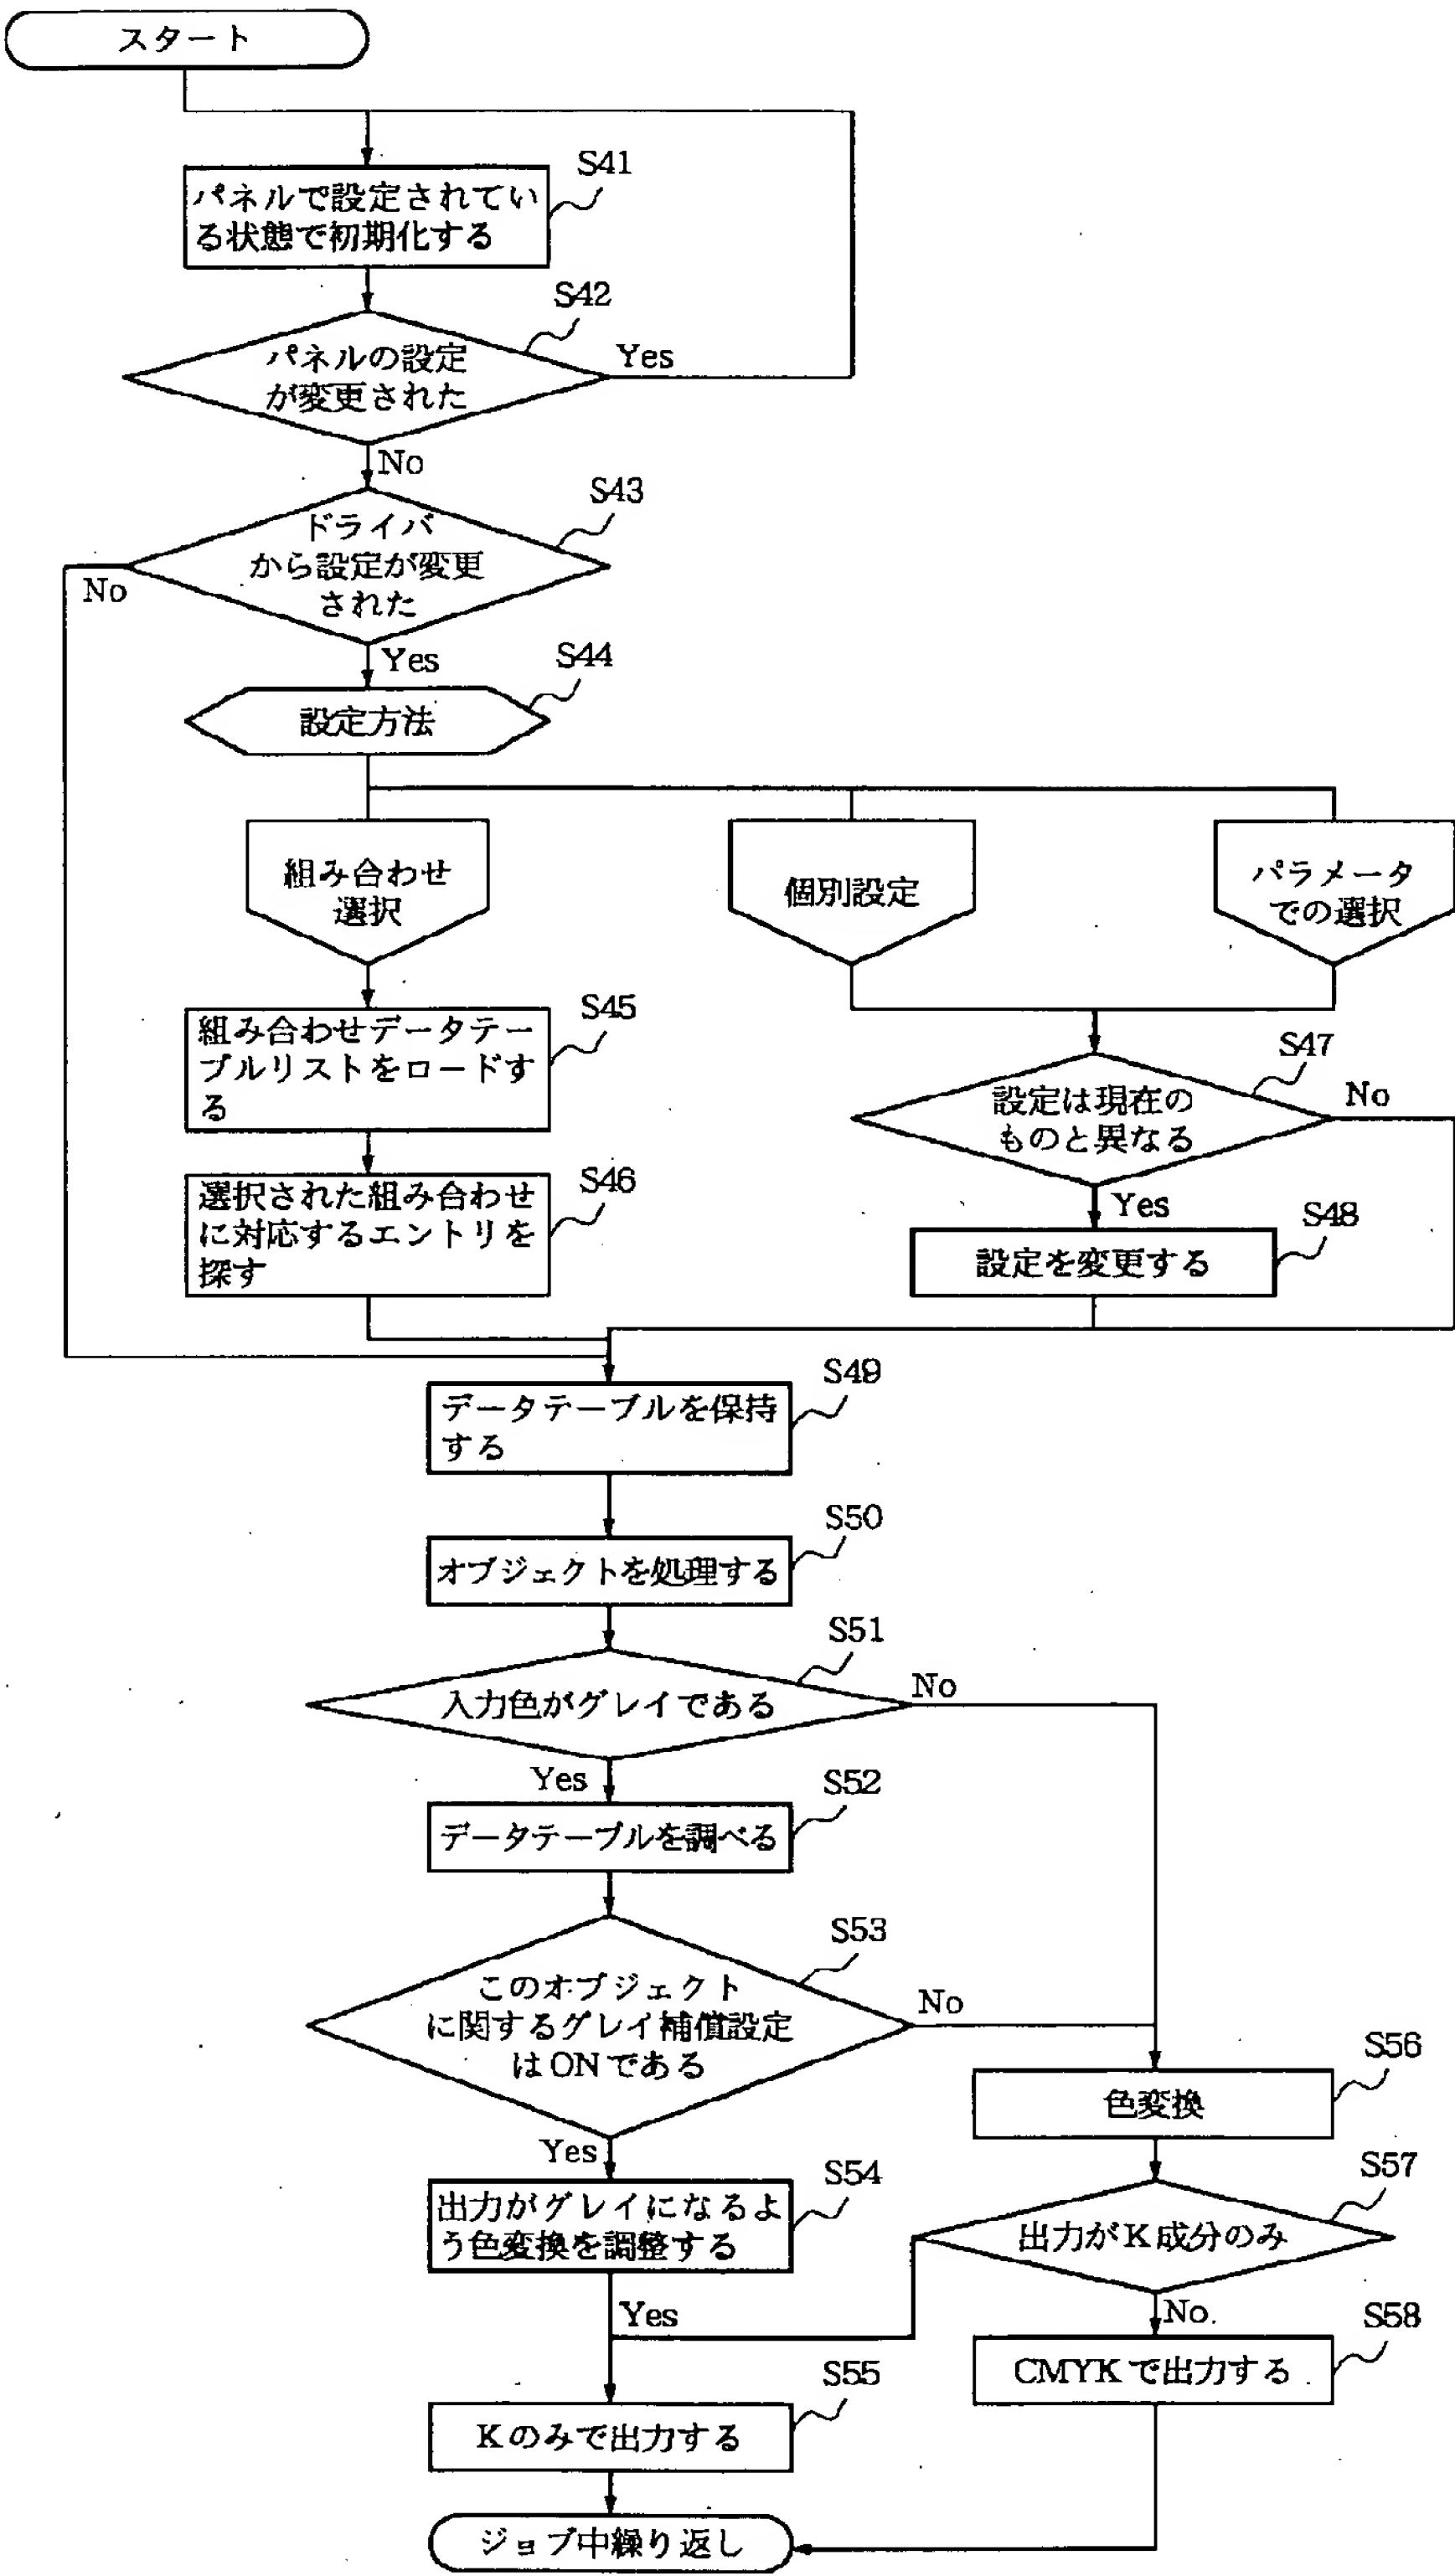 スタート
S41
パネルで設定されてい
る状態で初期化する
S42
パネルの設定
が変更された
Yes
No
S43
ドライバ
から設定が変更
された
No
Yes
S44
設定方法
組み合わせ
選択
個別設定
パラメータ
での選択
S45
組み合わせデータテー
ブルリストをロードす
る
S47
設定は現在の
ものと異なる
No
S46
選択された組み合わせ
に対応するエントリを
探す
Yes
S48
設定を変更する
S49
データテーブルを保持
する
S50
オブジェクトを処理する
S51
入力色がグレイである
No
Yes
S52
データテーブルを調べる
S53
このオブジェクト
に関するグレイ補償設定
はONである
No
S56
色変換
Yes
S54
出力がグレイになるよ
う色変換を調整する
S57
出力がK成分のみ
Yes
No
S58
CMYKで出力する
S55
Kのみで出力する
ジョブ中繰り返し